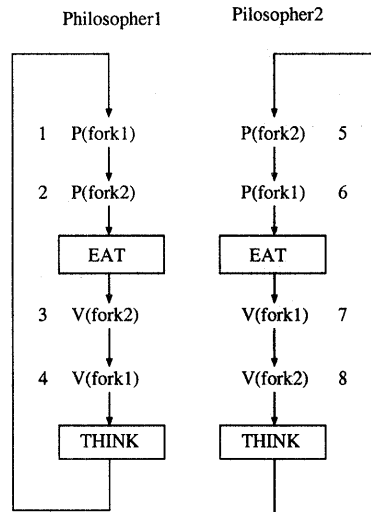 Philosopher1 Pilosopher2
1 P(fork1) P(fork2) 5
2 P(fork2) P(fork1) 6
EAT EAT
3 V(fork2) V(fork1) 7
4 V(fork1) V(fork2) 8
THINK THINK